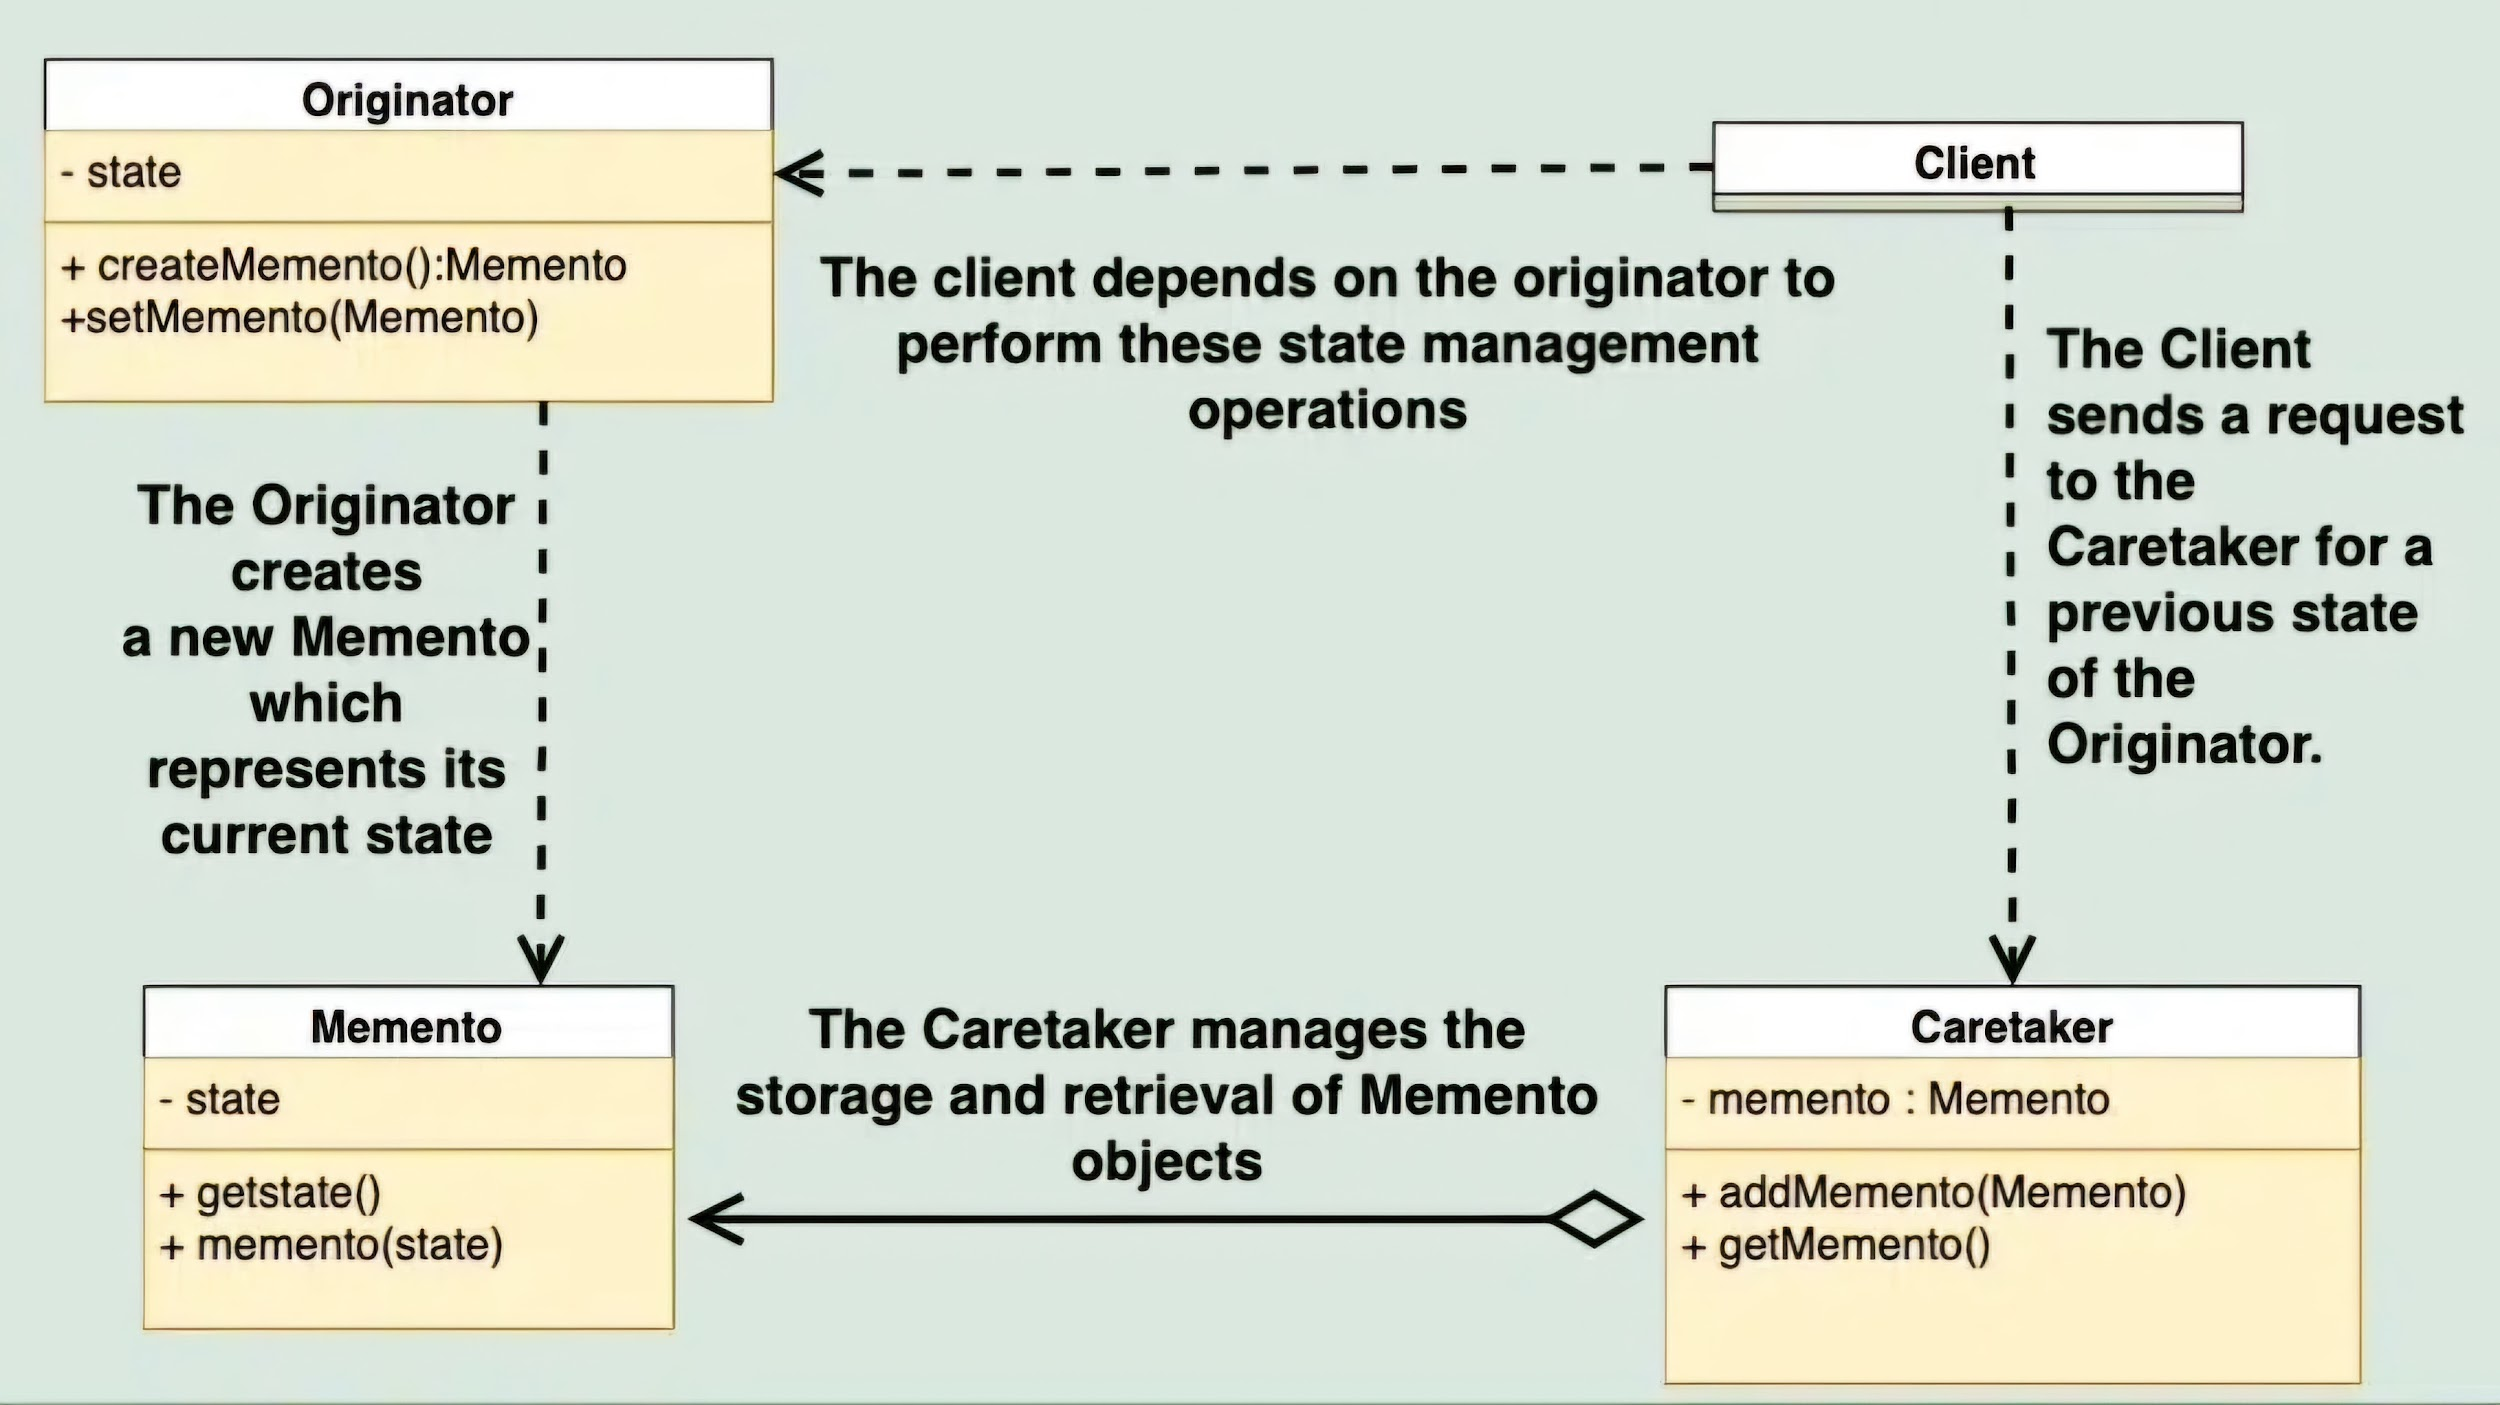 Originator
- state
+ createMemento():Memento
+setMemento(Memento)
Client
The client depends on the originator to
perform these state management
operations
The Client
sends a request
to the
Caretaker for a
previous state
of the
Originator.
The Originator
creates
a new Memento
which
represents its
current state
Memento
- state
+ getstate()
+ memento(state)
The Caretaker manages the
storage and retrieval of Memento
objects
Caretaker
- memento : Memento
+ addMemento(Memento)
+ getMemento()